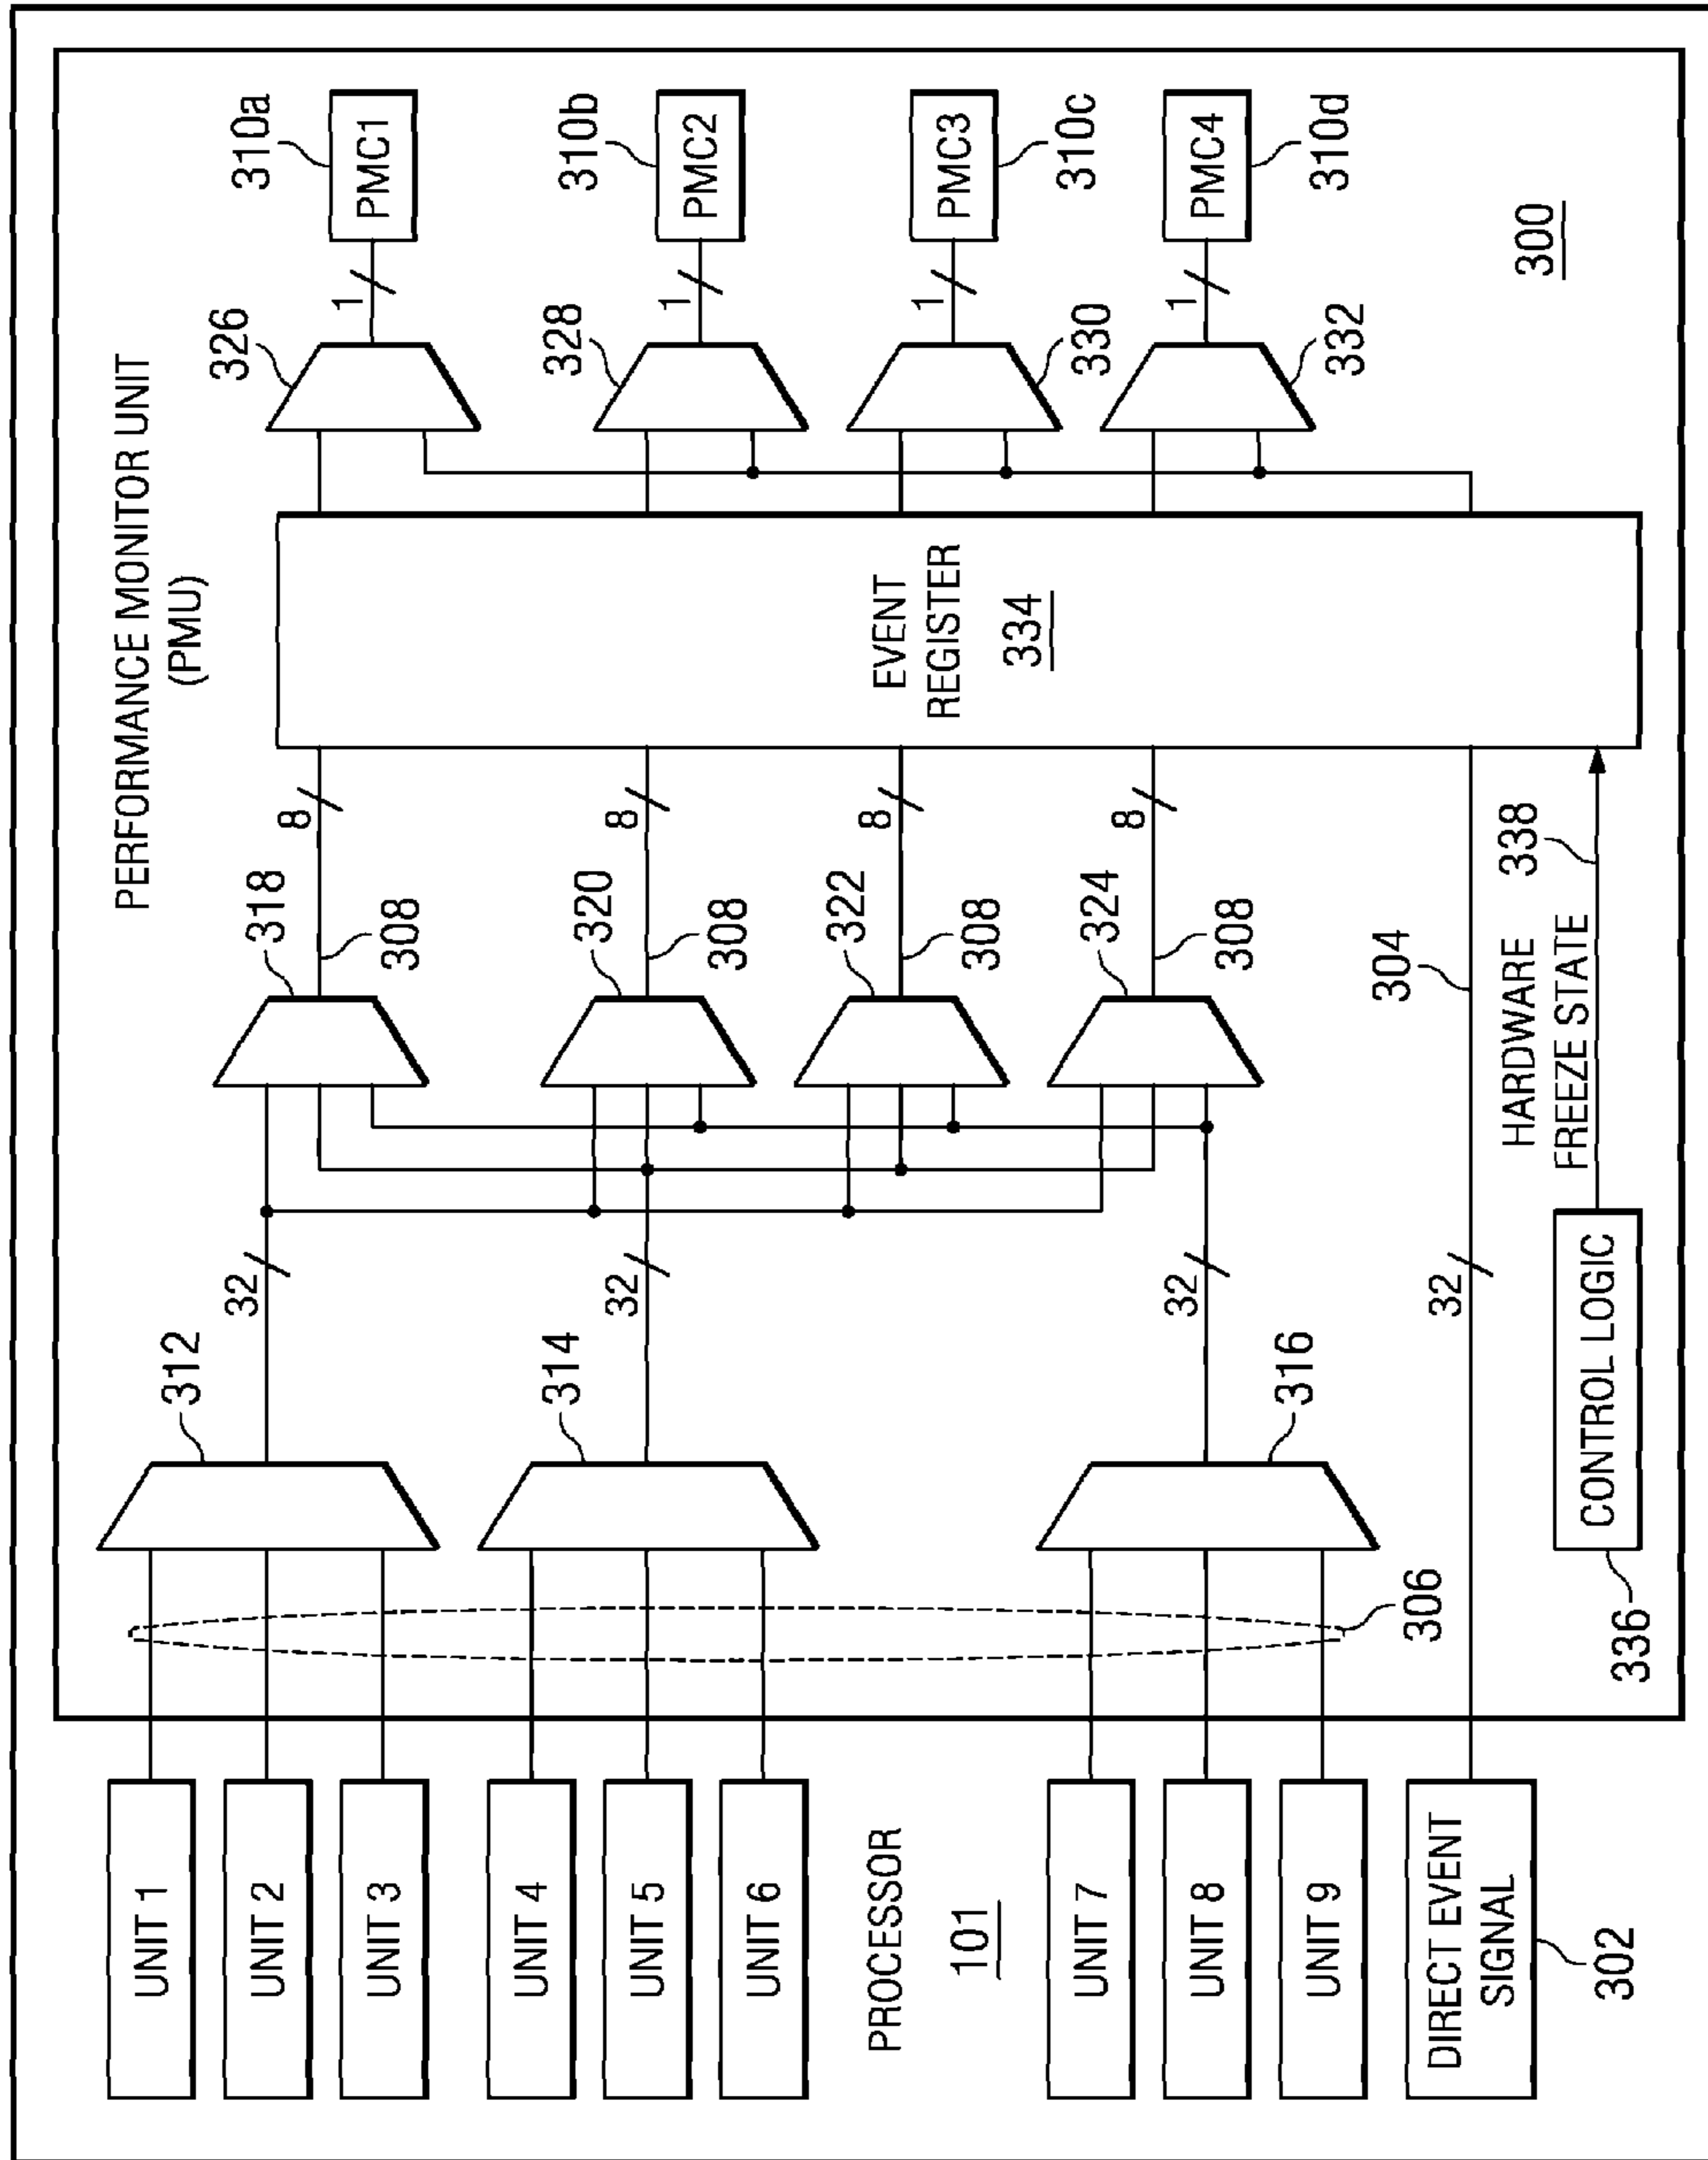 PERFORMANCE MONITOR UNIT
(PMU)
UNIT 1
UNIT 2
UNIT 3
UNIT 4
UNIT 5
UNIT 6
PROCESSOR
101
UNIT 7
UNIT 8
UNIT 9
DIRECT EVENT
SIGNAL
302
306
312
314
316
32
32
32
32
304
318
308
320
308
322
308
324
308
8
8
8
8
CONTROL LOGIC
336
HARDWARE
FREEZE STATE
338
EVENT
REGISTER
334
326
328
330
332
1
1
1
1
PMC1
310a
PMC2
310b
PMC3
310c
PMC4
310d
300